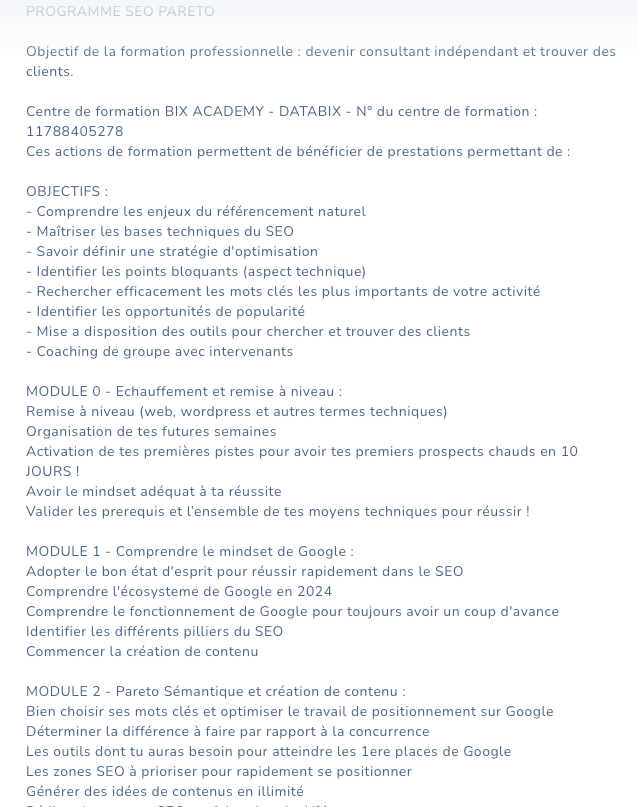 PROGRAMME SEO PARETO
Objectif de la formation professionnelle : devenir consultant indépendant et trouver des
clients.
Centre de formation BIX ACADEMY - DATABIX - N° du centre de formation :
11788405278
Ces actions de formation permettent de bénéficier de prestations permettant de :
OBJECTIFS :
- Comprendre les enjeux du référencement naturel
- Maîtriser les bases techniques du SEO
- Savoir définir une stratégie d'optimisation
- Identifier les points bloquants (aspect technique)
- Rechercher efficacement les mots clés les plus importants de votre activité
- Identifier les opportunités de popularité
- Mise a disposition des outils pour chercher et trouver des clients
- Coaching de groupe avec intervenants
MODULE 0 - Echauffement et remise à niveau :
Remise à niveau (web, wordpress et autres termes techniques)
Organisation de tes futures semaines
Activation de tes premières pistes pour avoir tes premiers prospects chauds en 10
JOURS !
Avoir le mindset adéquat à ta réussite
Valider les prerequis et l'ensemble de tes moyens techniques pour réussir !
MODULE 1 - Comprendre le mindset de Google :
Adopter le bon état d'esprit pour réussir rapidement dans le SEO
Comprendre l'écosysteme de Google en 2024
Comprendre le fonctionnement de Google pour toujours avoir un coup d'avance
Identifier les différents pilliers du SEO
Commencer la création de contenu
MODULE 2 - Pareto Sémantique et création de contenu :
Bien choisir ses mots clés et optimiser le travail de positionnement sur Google
Déterminer la différence à faire par rapport à la concurrence
Les outils dont tu auras besoin pour atteindre les 1ere places de Google
Les zones SEO à prioriser pour rapidement se positionner
Générer des idées de contenus en illimité